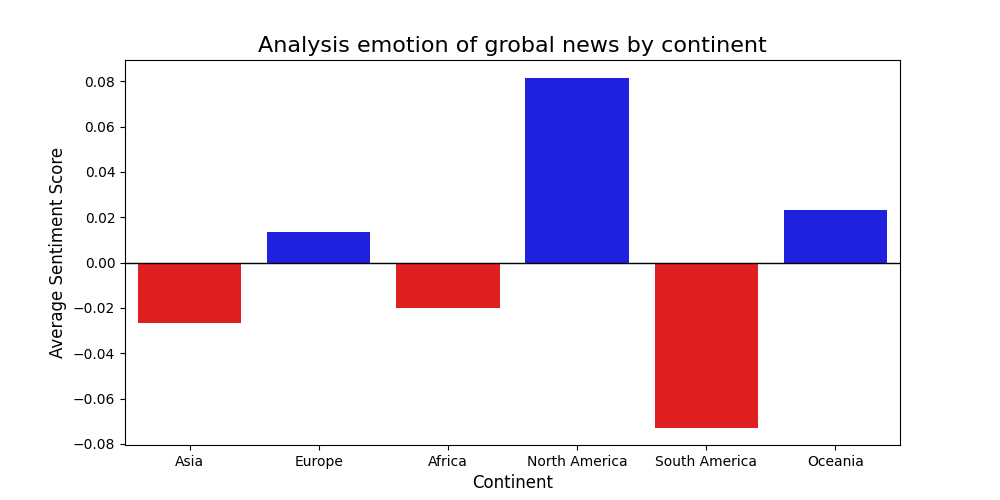 Analysis emotion of grobal news by continent
Average Sentiment Score
0.08
0.06
0.04
0.02
0.00
−0.02
−0.04
−0.06
−0.08
Asia Europe Africa North America South America Oceania
Continent